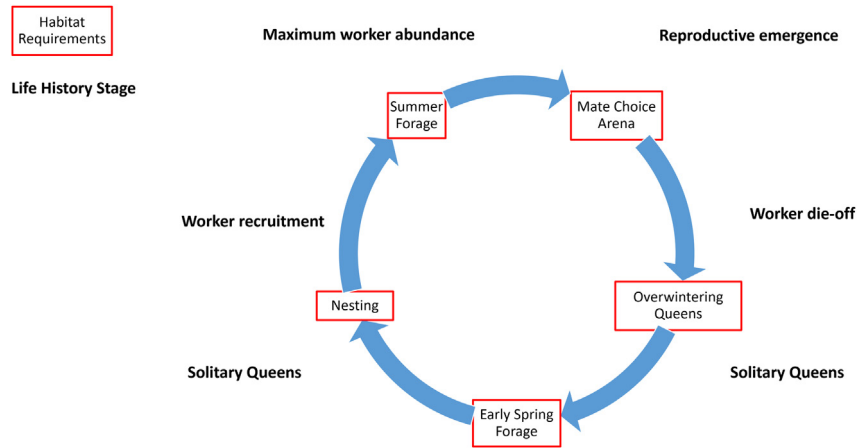 Habitat
Requirements
Life History Stage
Maximum worker abundance
Reproductive emergence
Summer
Forage
Mate Choice
Arena
Worker recruitment
Worker die-off
Nesting
Overwintering
Queens
Solitary Queens
Solitary Queens
Early Spring
Forage